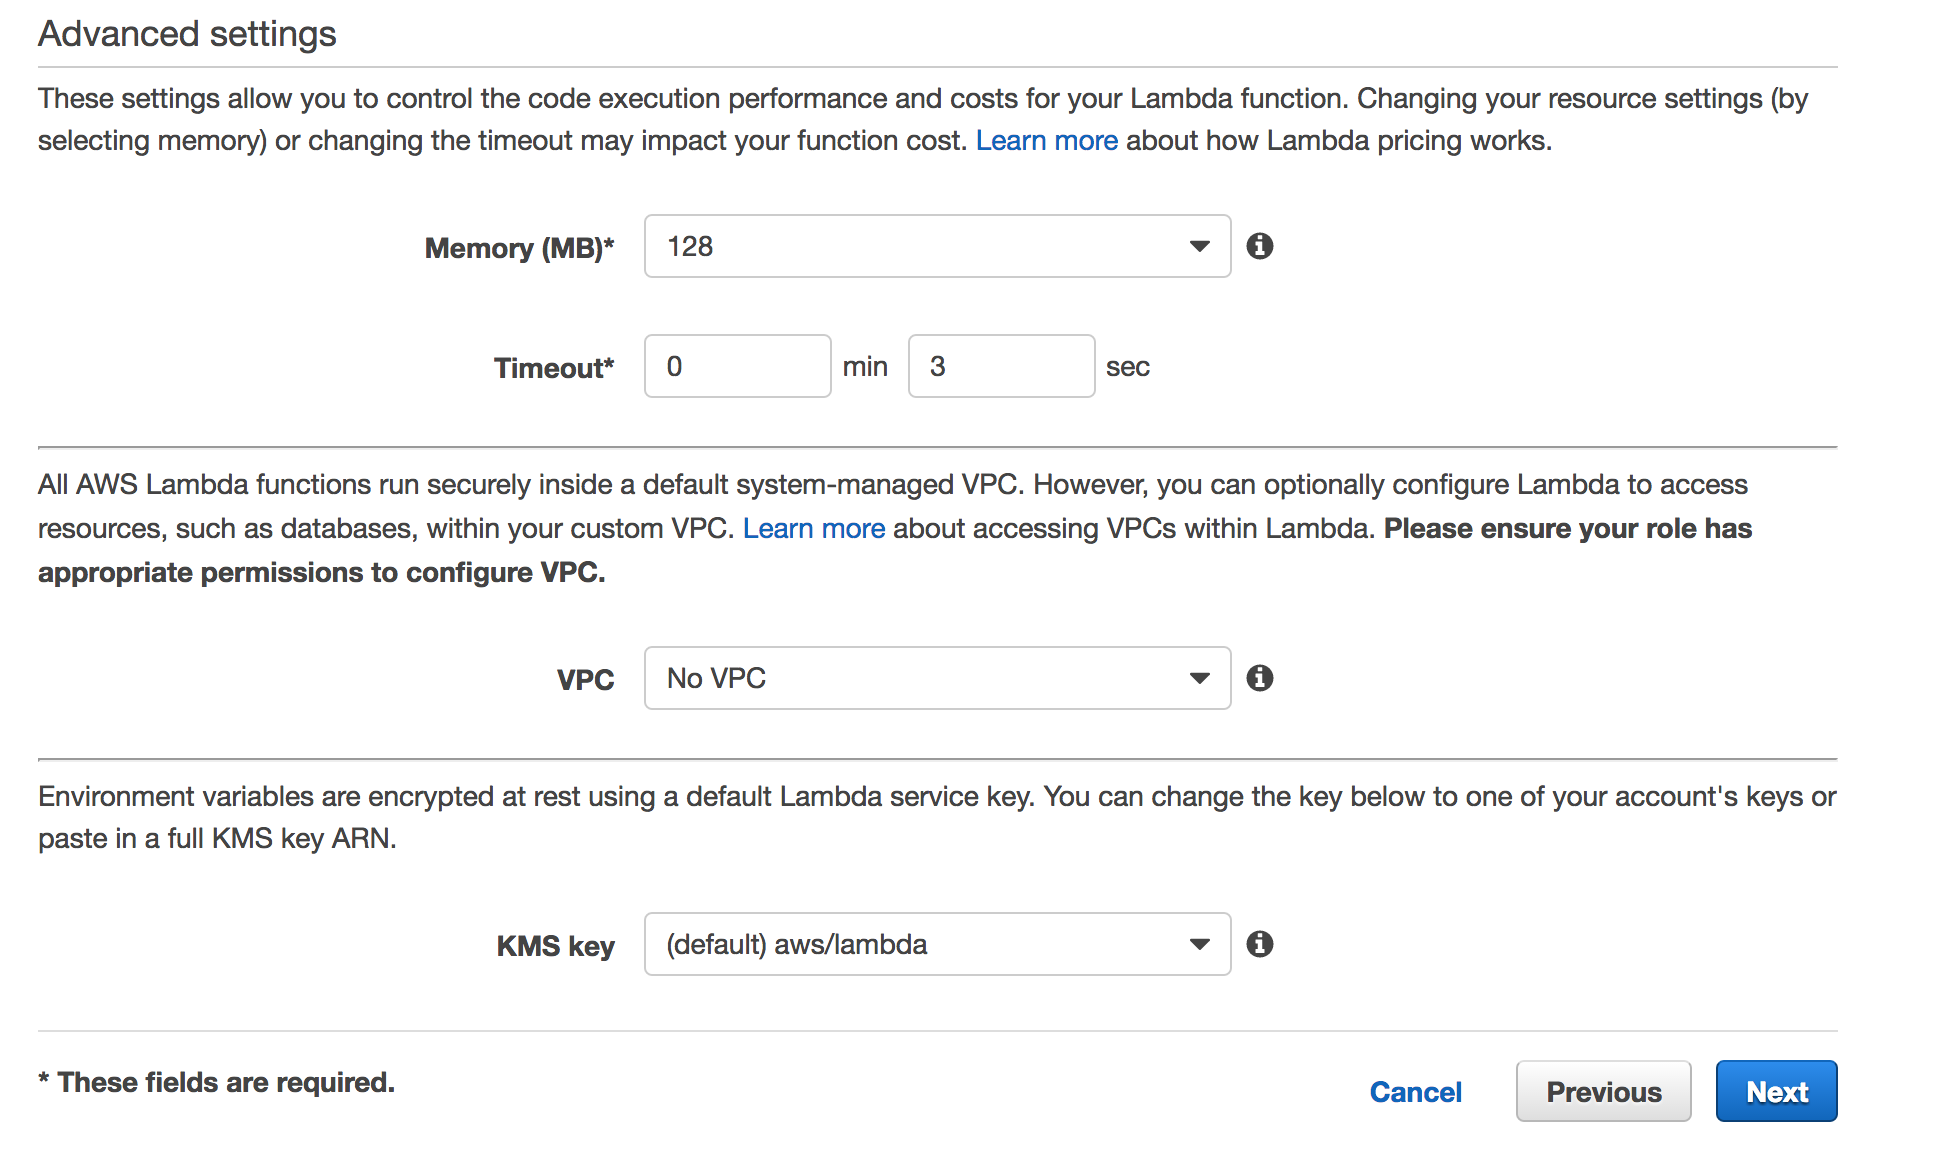 Advanced settings
These settings allow you to control the code execution performance and costs for your Lambda function. Changing your resource settings (by
selecting memory) or changing the timeout may impact your function cost. Learn more about how Lambda pricing works.
Memory (MB)* 128
Timeout* 0 min 3 sec
All AWS Lambda functions run securely inside a default system-managed VPC. However, you can optionally configure Lambda to access
resources, such as databases, within your custom VPC. Learn more about accessing VPCs within Lambda. Please ensure your role has
appropriate permissions to configure VPC.
VPC No VPC
Environment variables are encrypted at rest using a default Lambda service key. You can change the key below to one of your account's keys or
paste in a full KMS key ARN.
KMS key (default) aws/lambda
* These fields are required.
Cancel Previous Next